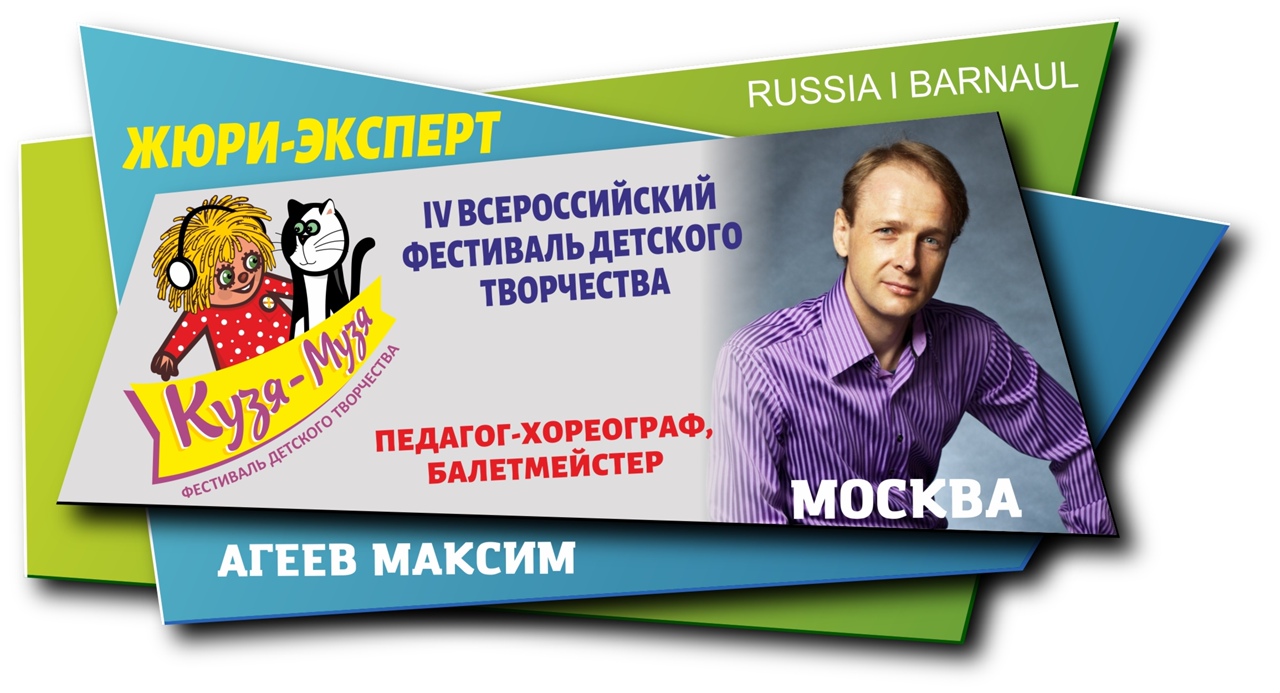 RUSSIA I BARNAUL
ЖЮРИ-ЭКСПЕРТ
IV ВСЕРОССИЙСКИЙ
ФЕСТИВАЛЬ ДЕТСКОГО
ТВОРЧЕСТВА
Кузя-Музя
ФЕСТИВАЛЬ ДЕТСКОГО ТВОРЧЕСТВА
ПЕДАГОГ-ХОРЕОГРАФ,
БАЛЕТМЕЙСТЕР
МОСКВА
АГЕЕВ МАКСИМ